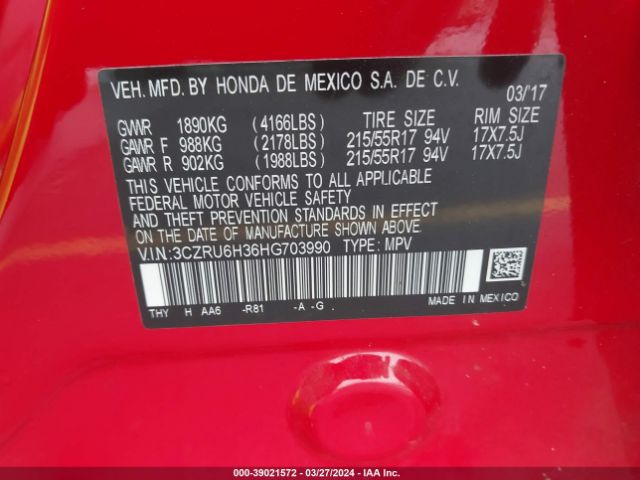 VEH. MFD. BY HONDA DE MEXICO S.A. DE C.V.
03/'17
GVWR 1890KG (4166LBS) TIRE SIZE RIM SIZE
GAWR F 988KG (2178LBS) 215/55R17 94V 17X7.5J
GAWR R 902KG (1988LBS) 215/55R17 94V 17X7.5J
THIS VEHICLE CONFORMS TO ALL APPLICABLE
FEDERAL MOTOR VEHICLE SAFETY
AND THEFT PREVENTION STANDARDS IN EFFECT
ON THE DATE OF MANUFACTURE SHOWN ABOVE.
V.I.N: 3CZRU6H36HG703990 TYPE: MPV
THY H AA6 -R81 -A -G. MADE IN MEXICO
000-39021572 - 03/27/2024 - IAA Inc.